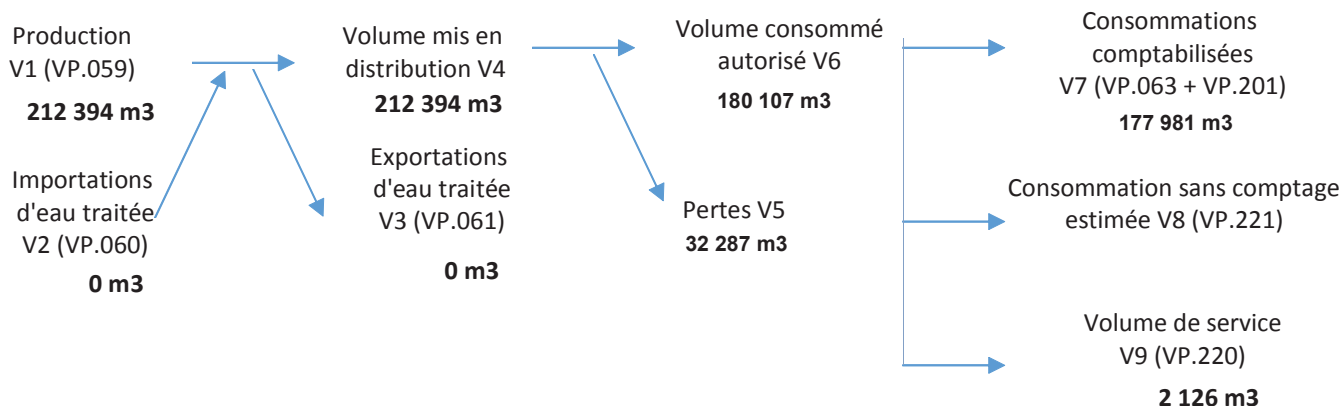 Production
V1 (VP.059)
212 394 m3
Importations
d'eau traitée
V2 (VP.060)
0 m3
Volume mis en
distribution V4
212 394 m3
Exportations
d'eau traitée
V3 (VP.061)
0 m3
Volume consommé
autorisé V6
180 107 m3
Pertes V5
32 287 m3
Consommations
comptabilisées
V7 (VP.063 + VP.201)
177 981 m3
Consommation sans comptage
estimée V8 (VP.221)
Volume de service
V9 (VP.220)
2 126 m3